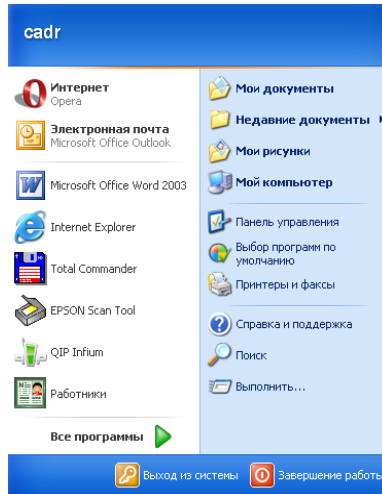 cadr
Интернет
Opera
Электронная почта
Microsoft Office Outlook
Microsoft Office Word 2003
Internet Explorer
Total Commander
EPSON Scan Tool
QIP Infium
Работники
Все программы
Мои документы
Недавние документы
Мои рисунки
Мой компьютер
Панель управления
Выбор программ по
умолчанию
Принтеры и факсы
Справка и поддержка
Поиск
Выполнить...
Выход из системы
Завершение работы